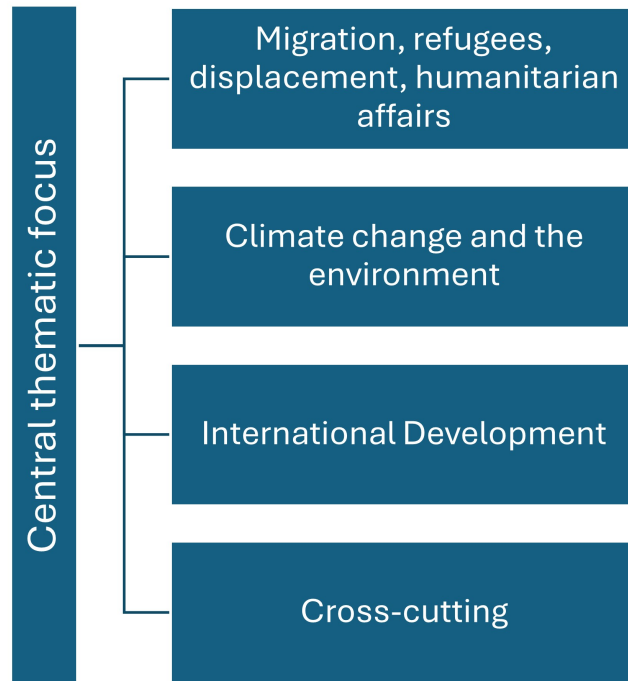 Central thematic focus
Migration, refugees,
displacement, humanitarian
affairs
Climate change and the
environment
International Development
Cross-cutting